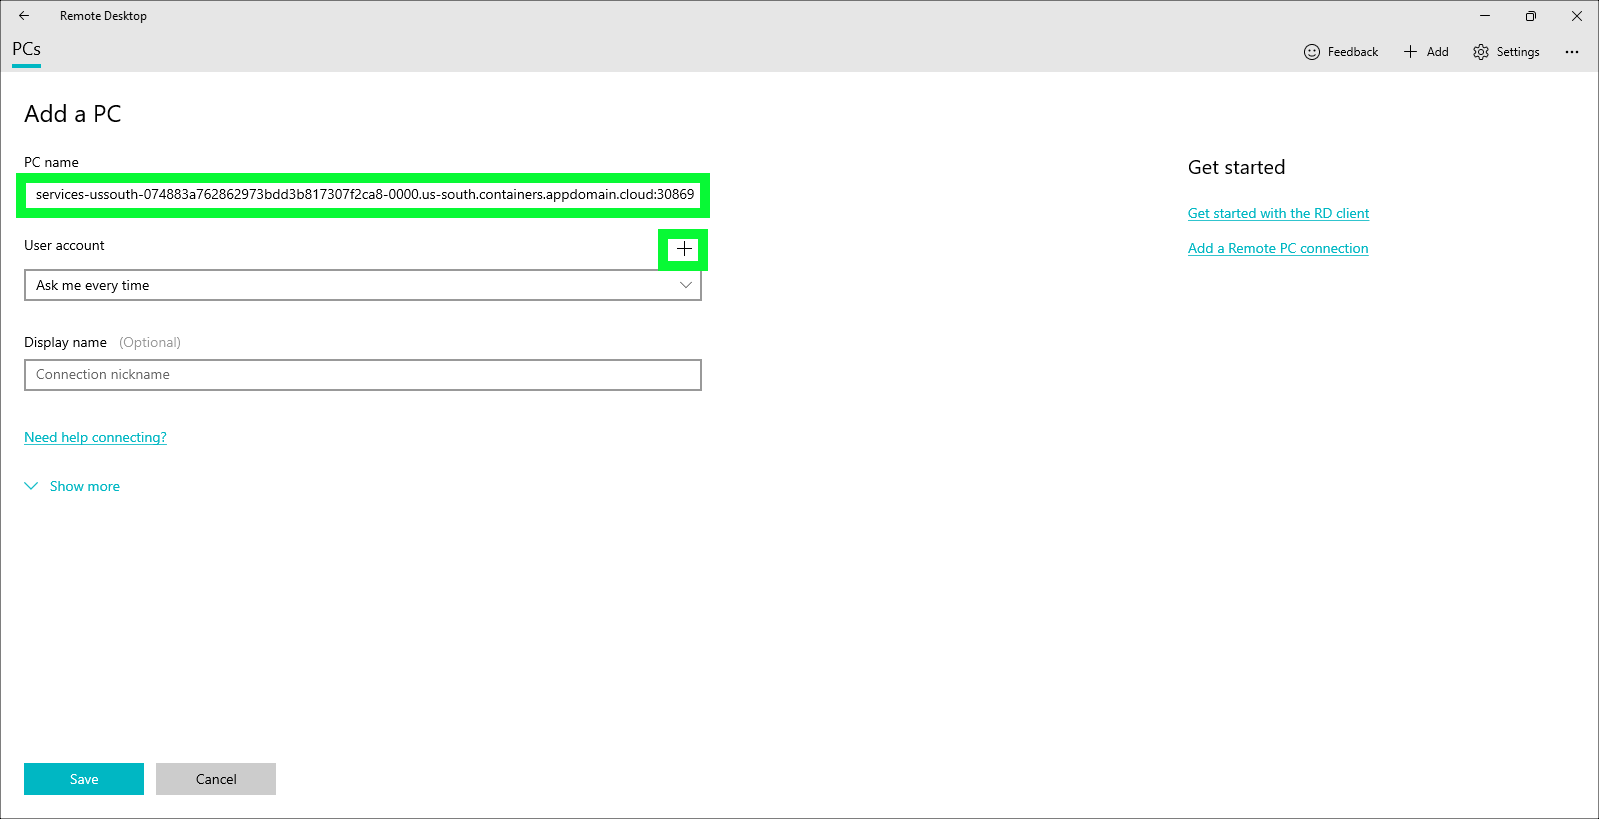 Remote Desktop
PCs
Feedback
Add
Settings
Add a PC
PC name
services-ussouth-074883a762862973bdd3b817307f2ca8-0000.us-south.containers.appdomain.cloud:30869
User account
Ask me every time
Display name (Optional)
Connection nickname
Need help connecting?
Show more
Save
Cancel
Get started
Get started with the RD client
Add a Remote PC connection